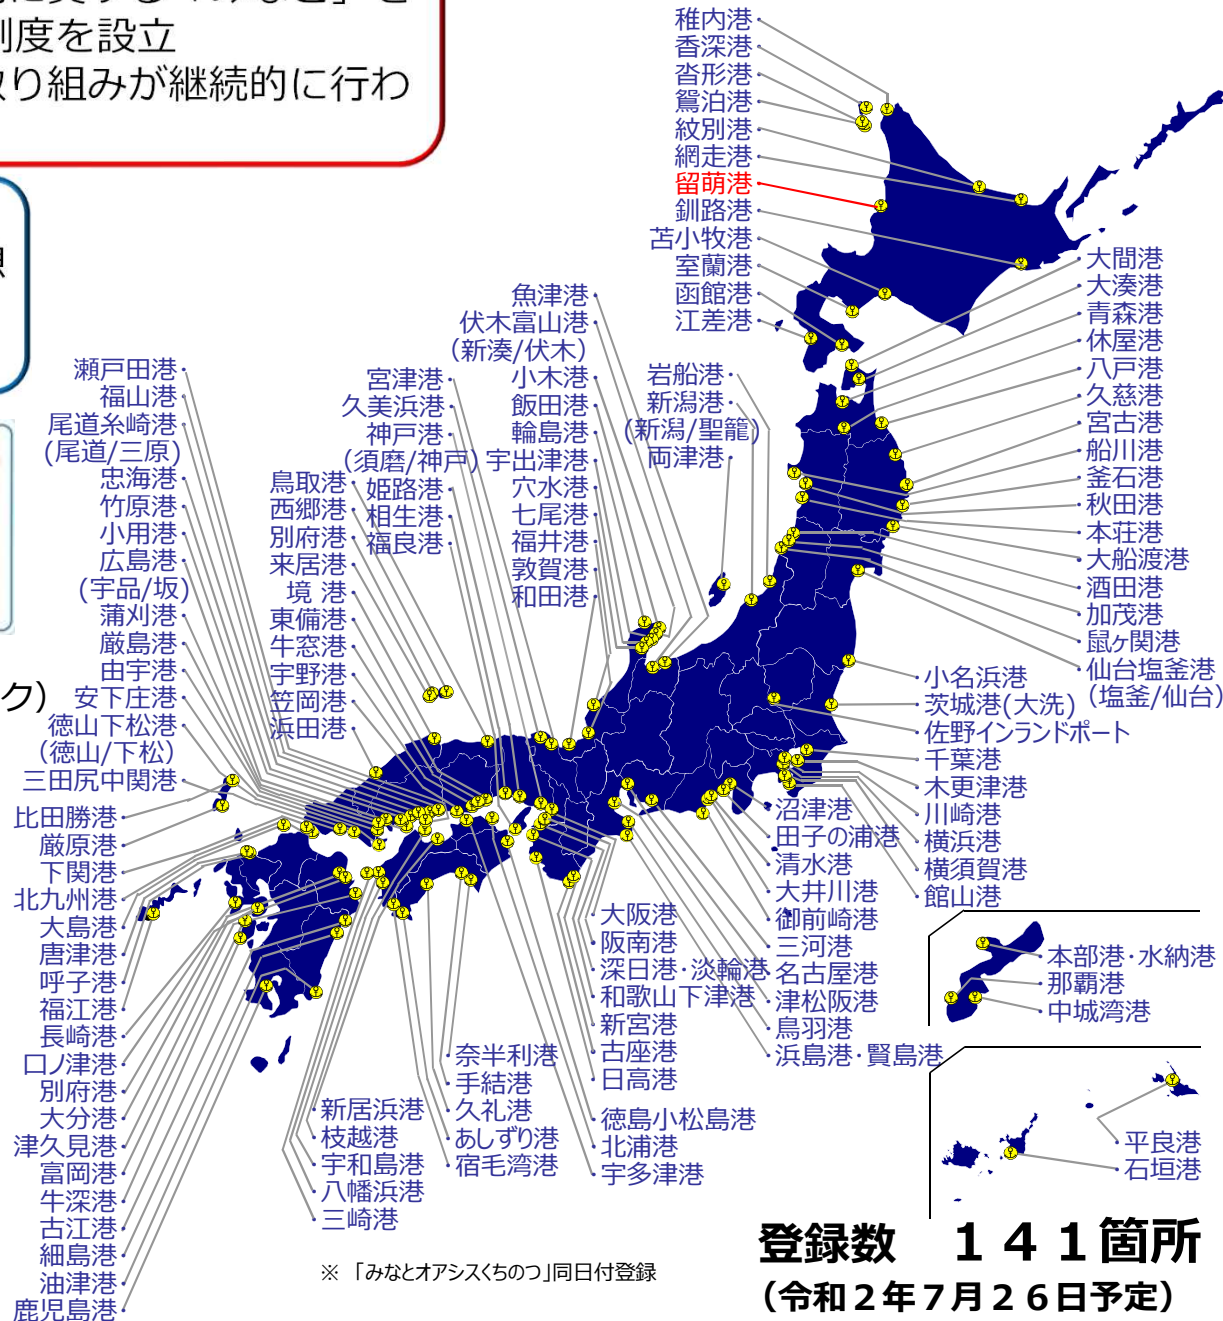 制度を設立
取り組みが継続的に行わ
ク)
稚内港
香深港
沓形港
鴛泊港
紋別港
網走港
留萌港
釧路港
苫小牧港
室蘭港
函館港
江差港
大間港
大湊港
青森港
休屋港
八戸港
久慈港
宮古港
船川港
釜石港
秋田港
本荘港
大船渡港
酒田港
加茂港
鼠ヶ関港
仙台塩釜港
(塩釜/仙台)
魚津港
伏木富山港
(新湊/伏木)
小木港
飯田港
輪島港
宇出津港
穴水港
七尾港
福井港
敦賀港
和田港
岩船港
新潟港
(新潟/聖籠)
両津港
宮津港
久美浜港
神戸港
(須磨/神戸)
姫路港
相生港
福良港
瀬戸田港
福山港
尾道糸崎港
(尾道/三原)
忠海港
竹原港
小用港
広島港
(宇品/坂)
蒲刈港
厳島港
由宇港
安下庄港
徳山下松港
(徳山/下松)
三田尻中関港
鳥取港
西郷港
別府港
来居港
境 港
東備港
牛窓港
宇野港
笠岡港
浜田港
比田勝港
厳原港
下関港
北九州港
大島港
唐津港
呼子港
福江港
長崎港
口ノ津港
別府港
大分港
津久見港
富岡港
牛深港
古江港
細島港
油津港
鹿児島港
小名浜港
茨城港(大洗)
佐野インランドポート
千葉港
木更津港
川崎港
横浜港
横須賀港
館山港
沼津港
田子の浦港
清水港
大井川港
御前崎港
三河港
名古屋港
津松阪港
鳥羽港
浜島港・賢島港
大阪港
阪南港
深日港・淡輪港
和歌山下津港
新宮港
古座港
日高港
徳島小松島港
北浦港
宇多津港
奈半利港
手結港
久礼港
あしずり港
宿毛湾港
新居浜港
枝越港
宇和島港
八幡浜港
三崎港
本部港・水納港
那覇港
中城湾港
平良港
石垣港
※ 「みなとオアシスくちのつ」同日付登録
登録数 141箇所
(令和2年7月26日予定)